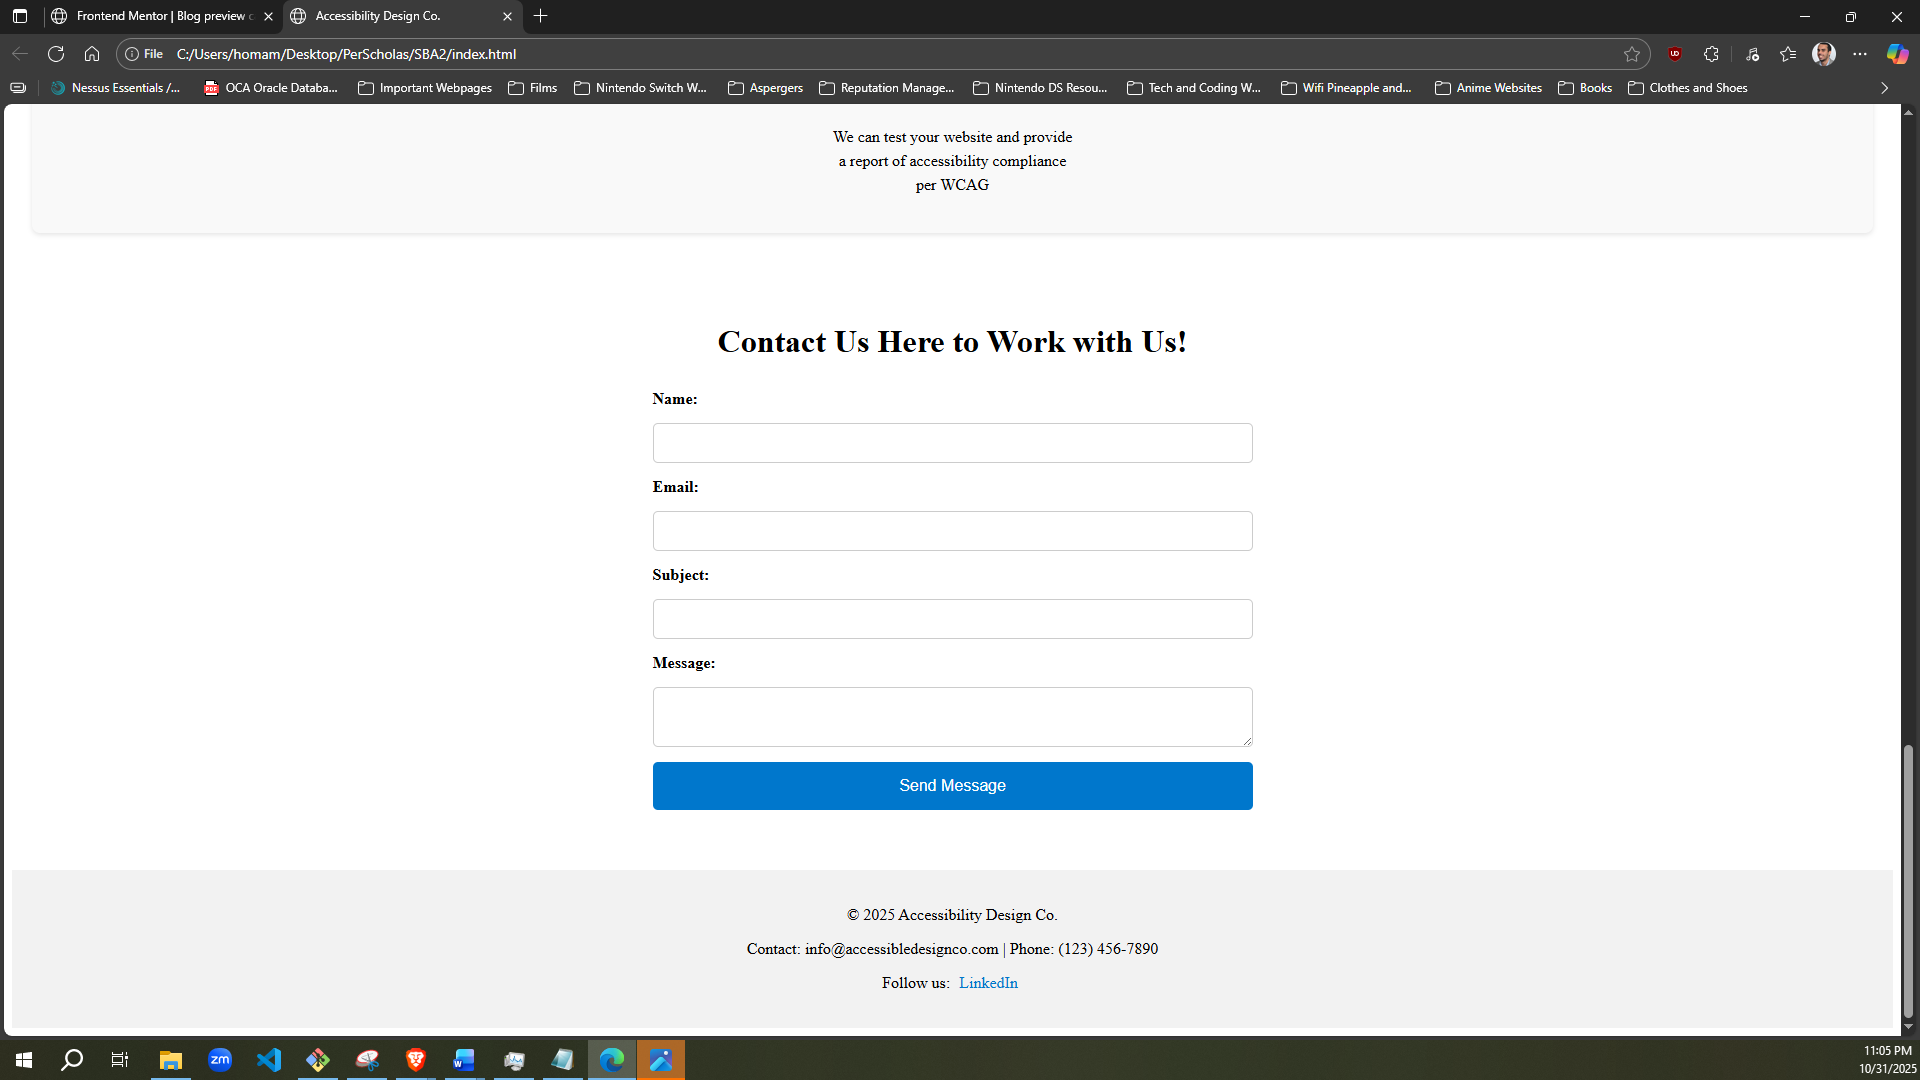 Frontend Mentor | Blog preview c
Accessibility Design Co.
File C:/Users/homam/Desktop/PerScholas/SBA2/index.html
Nessus Essentials /... OCA Oracle Databa... Important Webpages Films Nintendo Switch W... Aspergers Reputation Manage... Nintendo DS Resou... Tech and Coding W... Wifi Pineapple and... Anime Websites Books Clothes and Shoes
We can test your website and provide
a report of accessibility compliance
per WCAG
Contact Us Here to Work with Us!
Name:
Email:
Subject:
Message:
Send Message
© 2025 Accessibility Design Co.
Contact: info@accessibledesignco.com | Phone: (123) 456-7890
Follow us: LinkedIn
zm
11:05 PM
10/31/2025